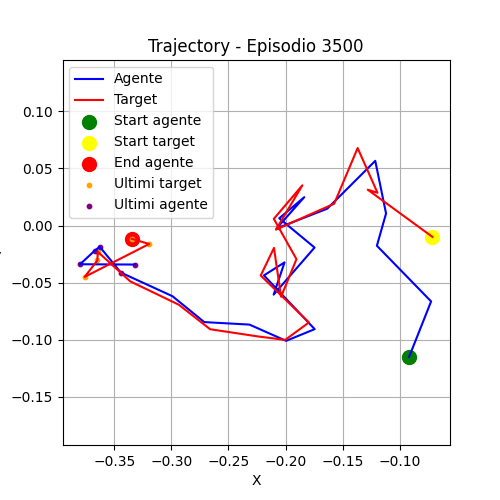 Trajectory - Episodio 3500
Agente
Target
Start agente
Start target
End agente
Ultimi target
Ultimi agente
0.10
0.05
0.00
−0.05
−0.10
−0.15
−0.35
−0.30
−0.25
−0.20
−0.15
−0.10
X